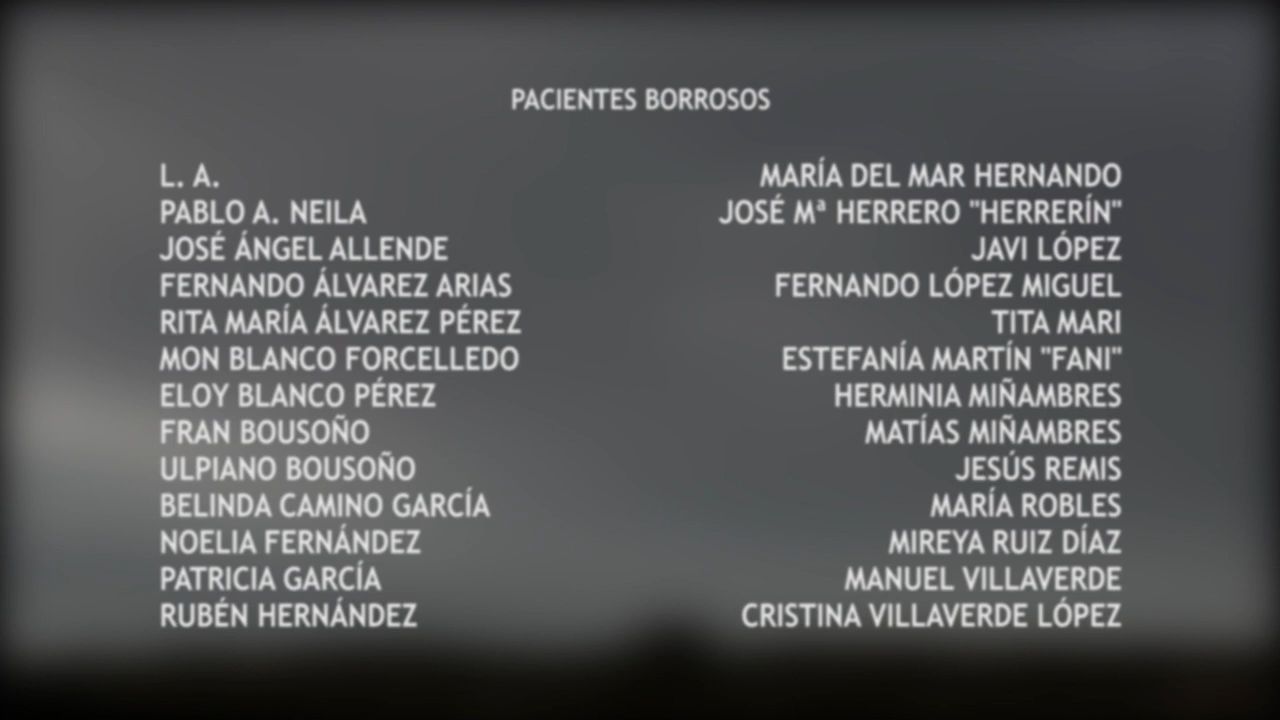 PACIENTES BORROSOS
L. A.
PABLO A. NEILA
JOSÉ ÁNGEL ALLENDE
FERNANDO ÁLVAREZ ARIAS
RITA MARÍA ÁLVAREZ PÉREZ
MON BLANCO FORCELLEDO
ELOY BLANCO PÉREZ
FRAN BOUSOÑO
ULPIANO BOUSOÑO
BELINDA CAMINO GARCÍA
NOELIA FERNÁNDEZ
PATRICIA GARCÍA
RUBÉN HERNÁNDEZ
MARÍA DEL MAR HERNANDO
JOSÉ Mª HERRERO "HERRERÍN"
JAVI LÓPEZ
FERNANDO LÓPEZ MIGUEL
TITA MARI
ESTEFANÍA MARTÍN "FANI"
HERMINIA MIÑAMBRES
MATÍAS MIÑAMBRES
JESÚS REMIS
MARÍA ROBLES
MIREYA RUIZ DÍAZ
MANUEL VILLAVERDE
CRISTINA VILLAVERDE LÓPEZ